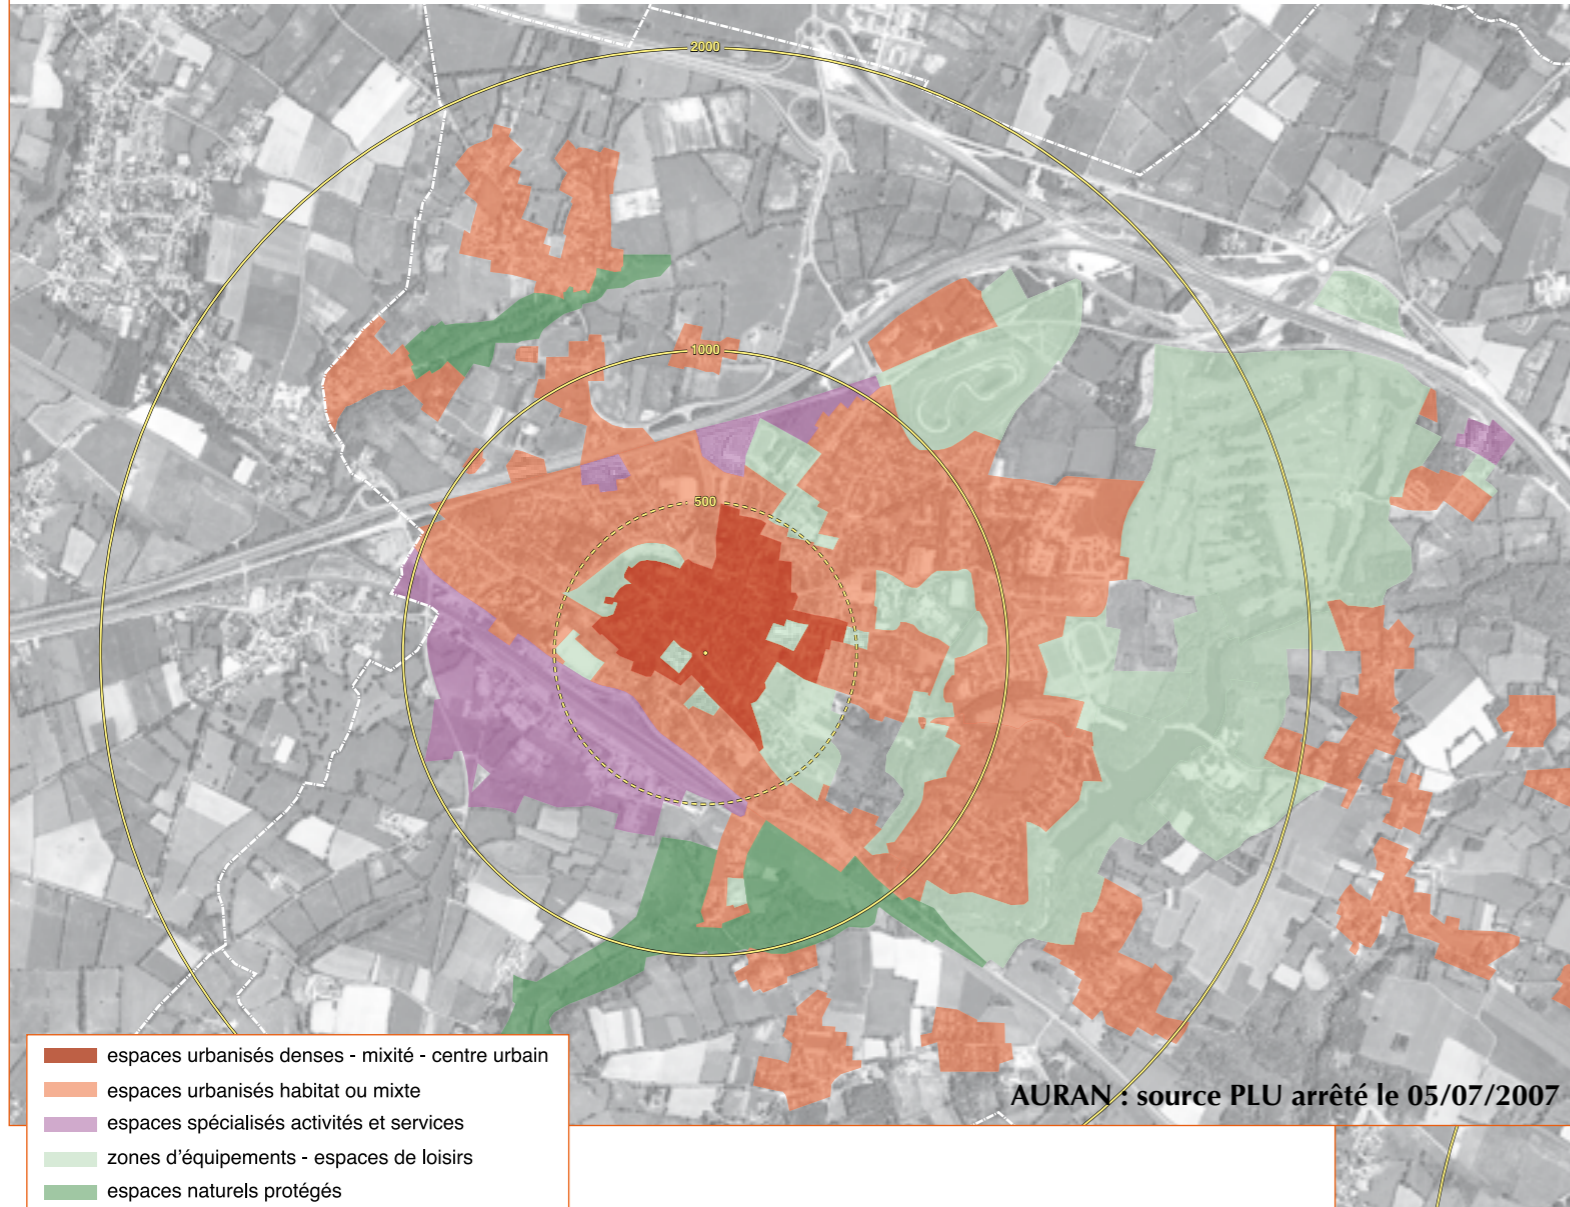 2000
1000
500
espaces urbanisés denses - mixité - centre urbain
espaces urbanisés habitat ou mixte
espaces spécialisés activités et services
zones d'équipements - espaces de loisirs
espaces naturels protégés
AURAN : source PLU arrêté le 05/07/2007